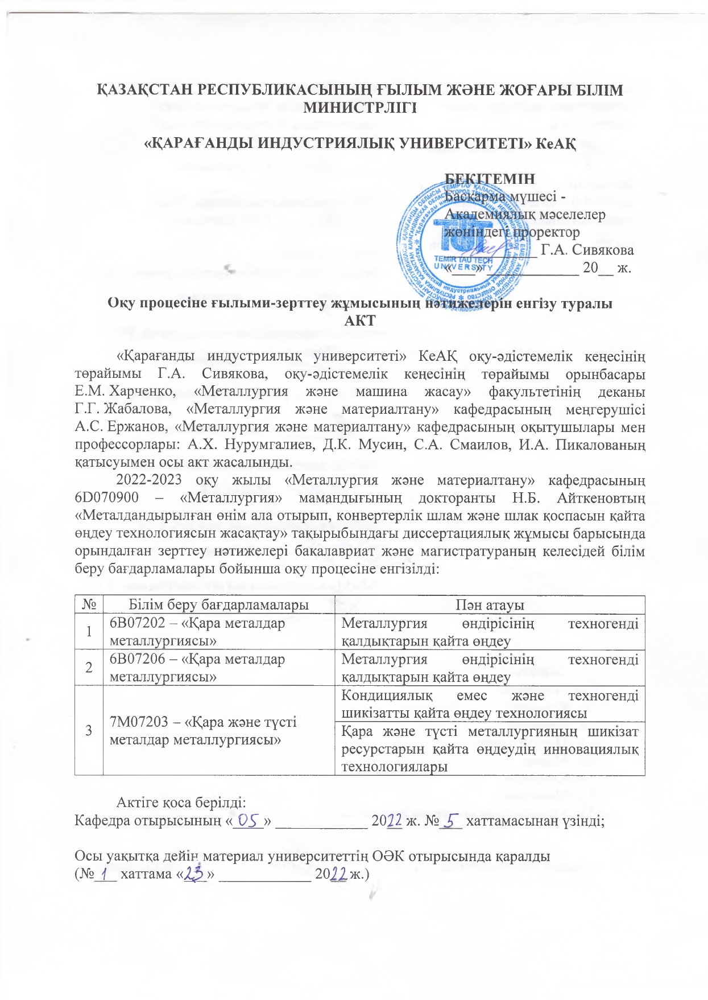 ҚАЗАҚСТАН РЕСПУБЛИКАСЫНЫҢ ҒЫЛЫМ ЖӘНЕ ЖОҒАРЫ БІЛІМ
МИНИСТРЛІГІ
«ҚАРАҒАНДЫ ИНДУСТРИЯЛЫҚ УНИВЕРСИТЕТІ» КеАҚ
БЕКІТЕМІН
Басқарма мүшесі -
Академиялық мәселелер
жөніндегі проректор
____________ Г.А. Сивякова
«___» ____________ 20__ ж.
TEMIRTAU TECH
UNIVERSITY
Оқу процесіне ғылыми-зерттеу жұмысының нәтижелерін енгізу туралы
АКТ
«Қарағанды индустриялық университеті» КеАҚ оқу-әдістемелік кеңесінің
төрайымы Г.А. Сивякова, оқу-әдістемелік кеңесінің төрайымы орынбасары
Е.М. Харченко, «Металлургия және машина жасау» факультетінің деканы
Г.Г. Жабалова, «Металлургия және материалтану» кафедрасының меңгерушісі
А.С. Ержанов, «Металлургия және материалтану» кафедрасының оқытушылары мен
профессорлары: А.Х. Нурумгалиев, Д.К. Мусин, С.А. Смаилов, И.А. Пикалованың
қатысуымен осы акт жасалынды.
2022-2023 оқу жылы «Металлургия және материалтану» кафедрасының
6D070900 – «Металлургия» мамандығының докторанты Н.Б. Айткеновтың
«Металдандырылған өнім ала отырып, конвертерлік шлам және шлак қоспасын қайта
өңдеу технологиясын жасақтау» тақырыбындағы диссертациялық жұмысы барысында
орындалған зерттеу нәтижелері бакалавриат және магистратураның келесідей білім
беру бағдарламалары бойынша оқу процесіне енгізілді:
№ Білім беру бағдарламалары Пән атауы
1 6В07202 – «Қара металдар металлургиясы» Металлургия өндірісінің техногенді
қалдықтарын қайта өңдеу
2 6В07206 – «Қара металдар металлургиясы» Металлургия өндірісінің техногенді
қалдықтарын қайта өңдеу
3 7М07203 – «Қара және түсті металдар металлургиясы» Кондициялық емес және техногенді
шикізатты қайта өңдеу технологиясы
Қара және түсті металлургияның шикізат
ресурстарын қайта өңдеудің инновациялық
технологиялары
Актіге қоса берілді:
Кафедра отырысының «05» ____________ 2022 ж. № 5 хаттамасынан үзінді;
Осы уақытқа дейін материал университеттің ОӘК отырысында қаралды
(№ 1 хаттама «23» ____________ 2022 ж.)